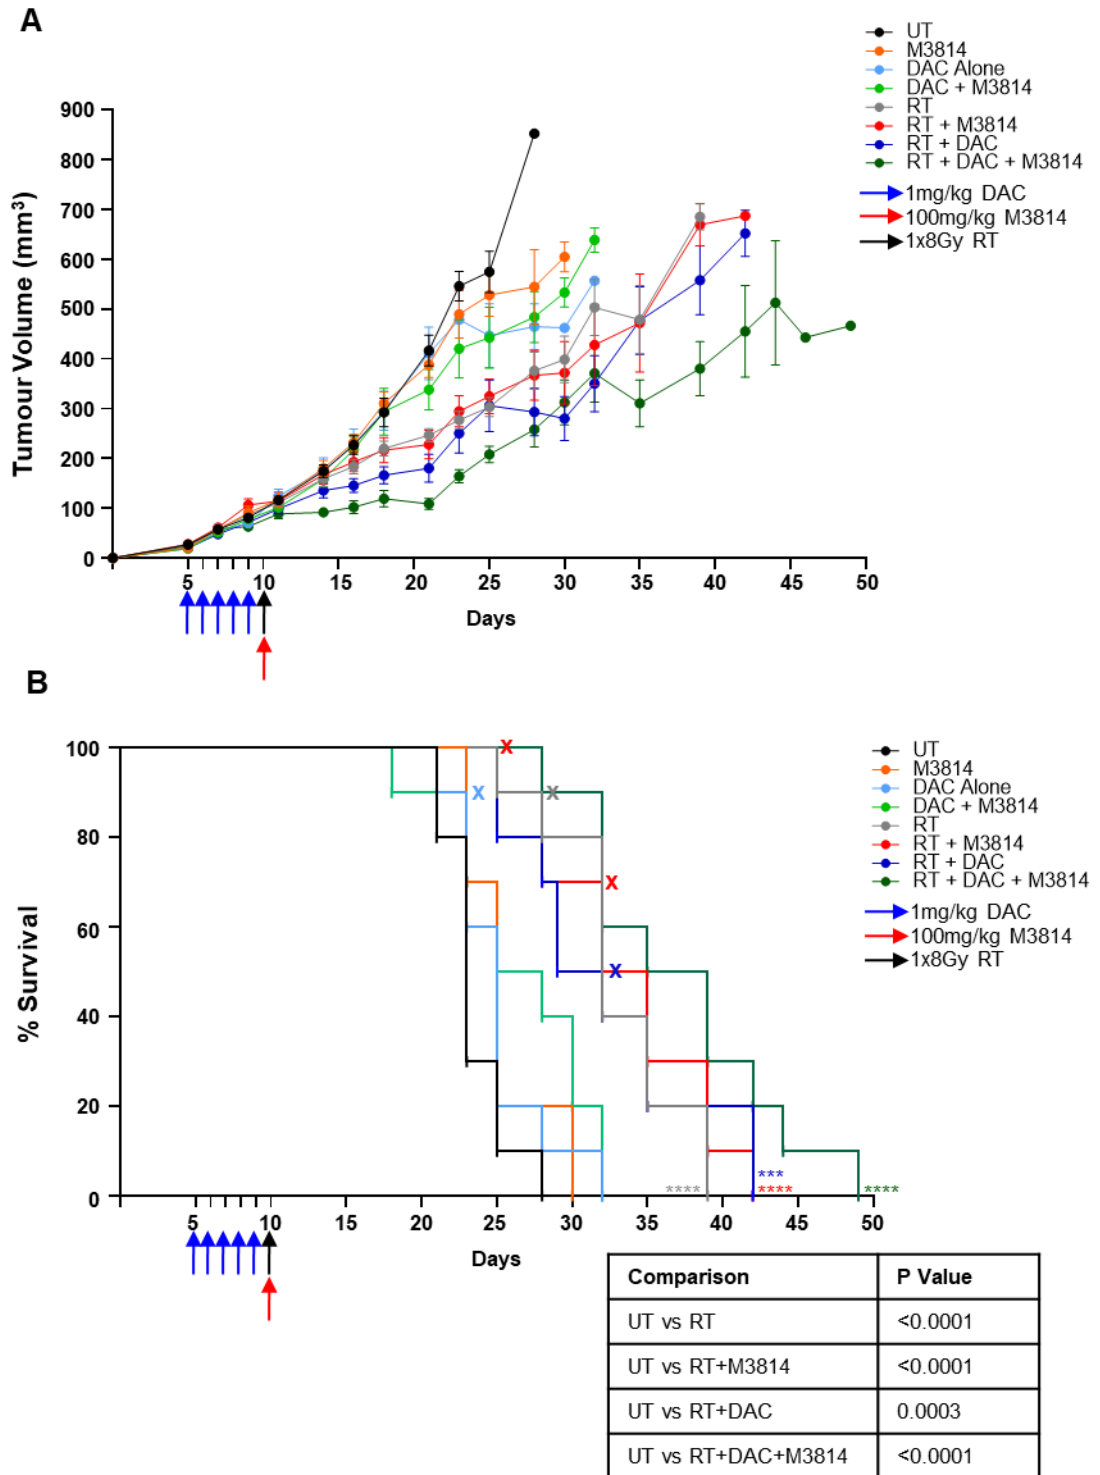 A
UT
M3814
DAC Alone
DAC + M3814
RT
RT + M3814
RT + DAC
RT + DAC + M3814
1mg/kg DAC
100mg/kg M3814
1x8Gy RT
Tumour Volume (mm³)
900
800
700
600
500
400
300
200
100
0
5 10 15 20 25 30 35 40 45 50
Days
B
UT
M3814
DAC Alone
DAC + M3814
RT
RT + M3814
RT + DAC
RT + DAC + M3814
1mg/kg DAC
100mg/kg M3814
1x8Gy RT
% Survival
100
80
60
40
20
0
X
X X
X
X
***
**** **** ****
5 10 15 20 25 30 35 40 45 50
Days
Comparison P Value
UT vs RT <0.0001
UT vs RT+M3814 <0.0001
UT vs RT+DAC 0.0003
UT vs RT+DAC+M3814 <0.0001